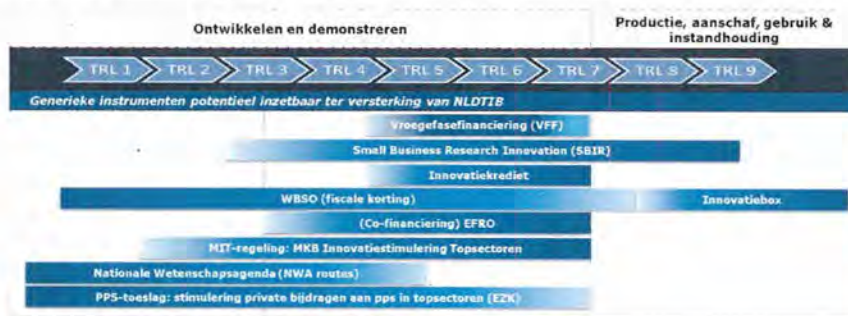 Ontwikkelen en demonstreren
Productie, aanschaf, gebruik &
instandhouding
TRL 1 TRL 2 TRL 3 TRL 4 TRL 5 TRL 6 TRL 7 TRL 8 TRL 9
Generieke instrumenten potentieel inzetbaar ter versterking van NLDTIB
Vroegefasefinanciering (VFF)
Small Business Research Innovation (SBIR)
Innovatiekrediet
WBSO (fiscale korting) Innovatiebox
(Co-financiering) EFRO
MIT-regeling: MKB Innovatiestimulering Topsectoren
Nationale Wetenschapsagenda (NWA routes)
PPS-toeslag: stimulering private bijdragen aan pps in topsectoren (EZK)